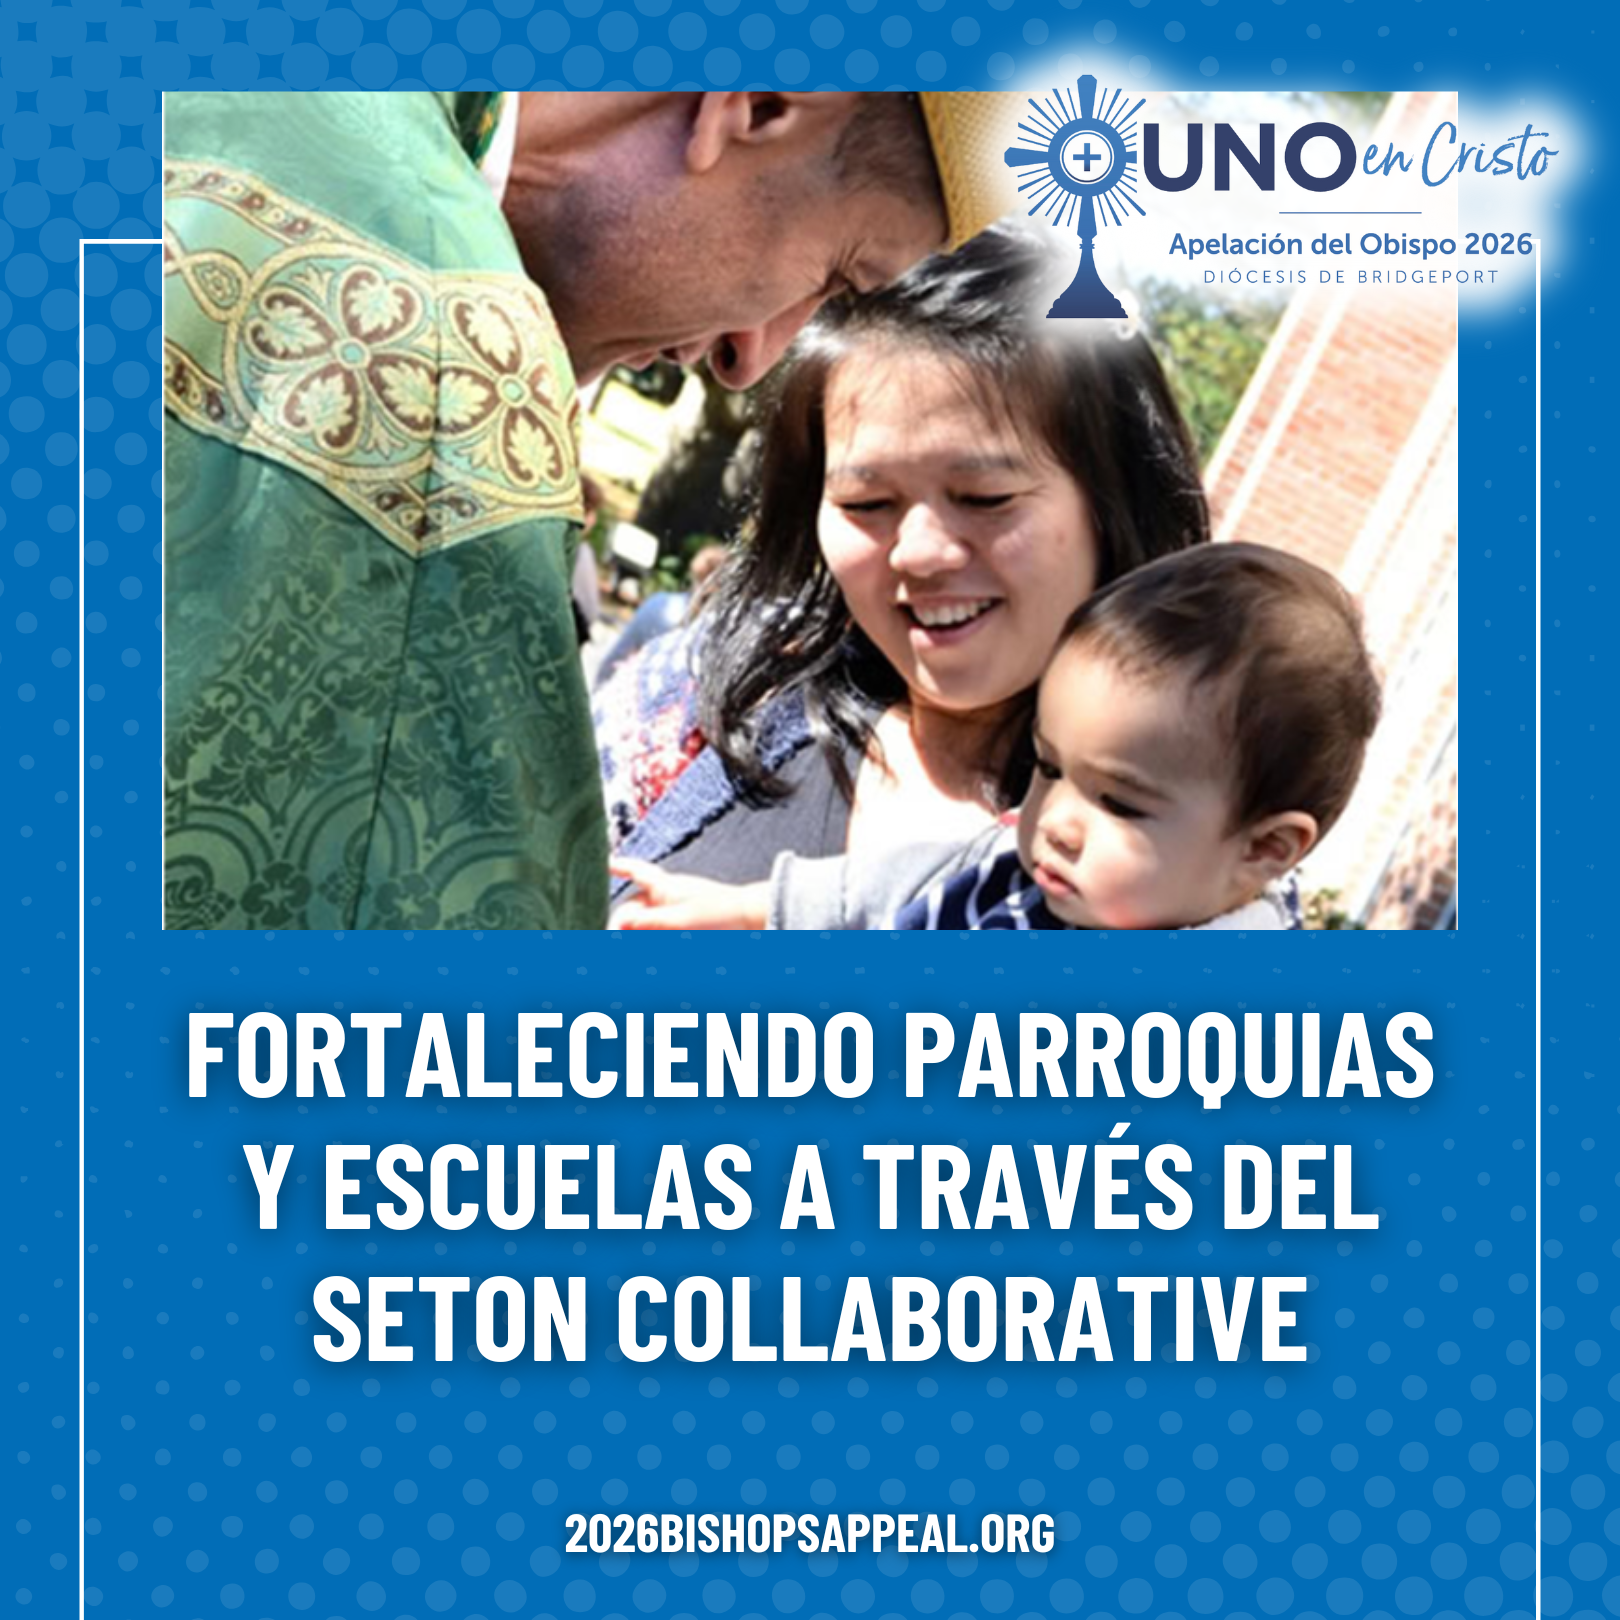 UNO en Cristo
Apelación del Obispo 2026
DIÓCESIS DE BRIDGEPORT
FORTALECIENDO PARROQUIAS
Y ESCUELAS A TRAVÉS DEL
SETON COLLABORATIVE
2026BISHOPSAPPEAL.ORG